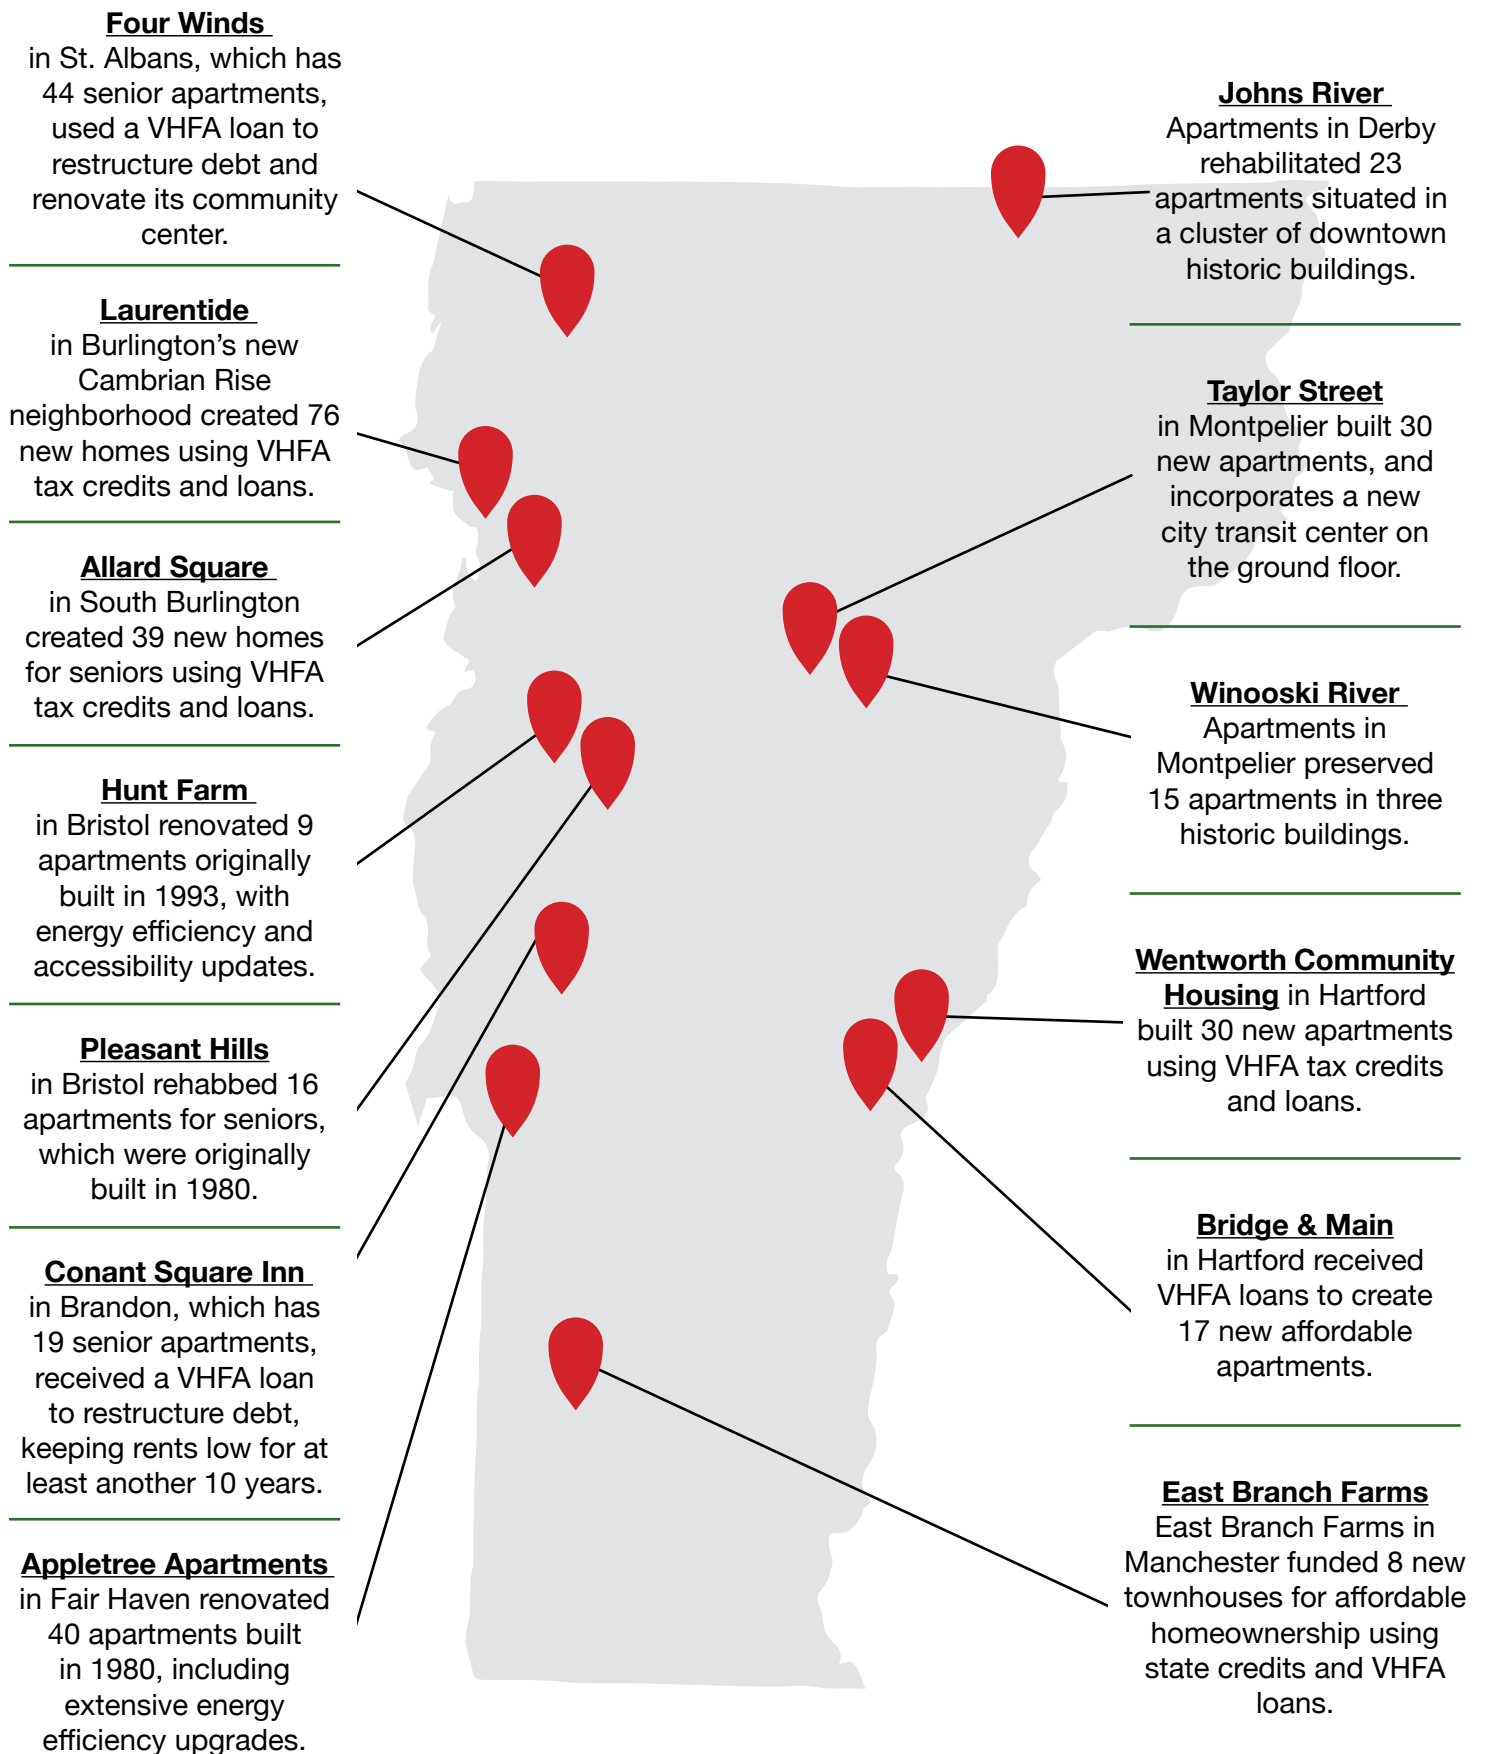 Four Winds
in St. Albans, which has
44 senior apartments,
used a VHFA loan to
restructure debt and
renovate its community
center.
Laurentide
in Burlington’s new
Cambrian Rise
neighborhood created 76
new homes using VHFA
tax credits and loans.
Allard Square
in South Burlington
created 39 new homes
for seniors using VHFA
tax credits and loans.
Hunt Farm
in Bristol renovated 9
apartments originally
built in 1993, with
energy efficiency and
accessibility updates.
Pleasant Hills
in Bristol rehabbed 16
apartments for seniors,
which were originally
built in 1980.
Conant Square Inn
in Brandon, which has
19 senior apartments,
received a VHFA loan
to restructure debt,
keeping rents low for at
least another 10 years.
Appletree Apartments
in Fair Haven renovated
40 apartments built
in 1980, including
extensive energy
efficiency upgrades.
Johns River
Apartments in Derby
rehabilitated 23
apartments situated in
a cluster of downtown
historic buildings.
Taylor Street
in Montpelier built 30
new apartments, and
incorporates a new
city transit center on
the ground floor.
Winooski River
Apartments in
Montpelier preserved
15 apartments in three
historic buildings.
Wentworth Community
Housing in Hartford
built 30 new apartments
using VHFA tax credits
and loans.
Bridge & Main
in Hartford received
VHFA loans to create
17 new affordable
apartments.
East Branch Farms
East Branch Farms in
Manchester funded 8 new
townhouses for affordable
homeownership using
state credits and VHFA
loans.